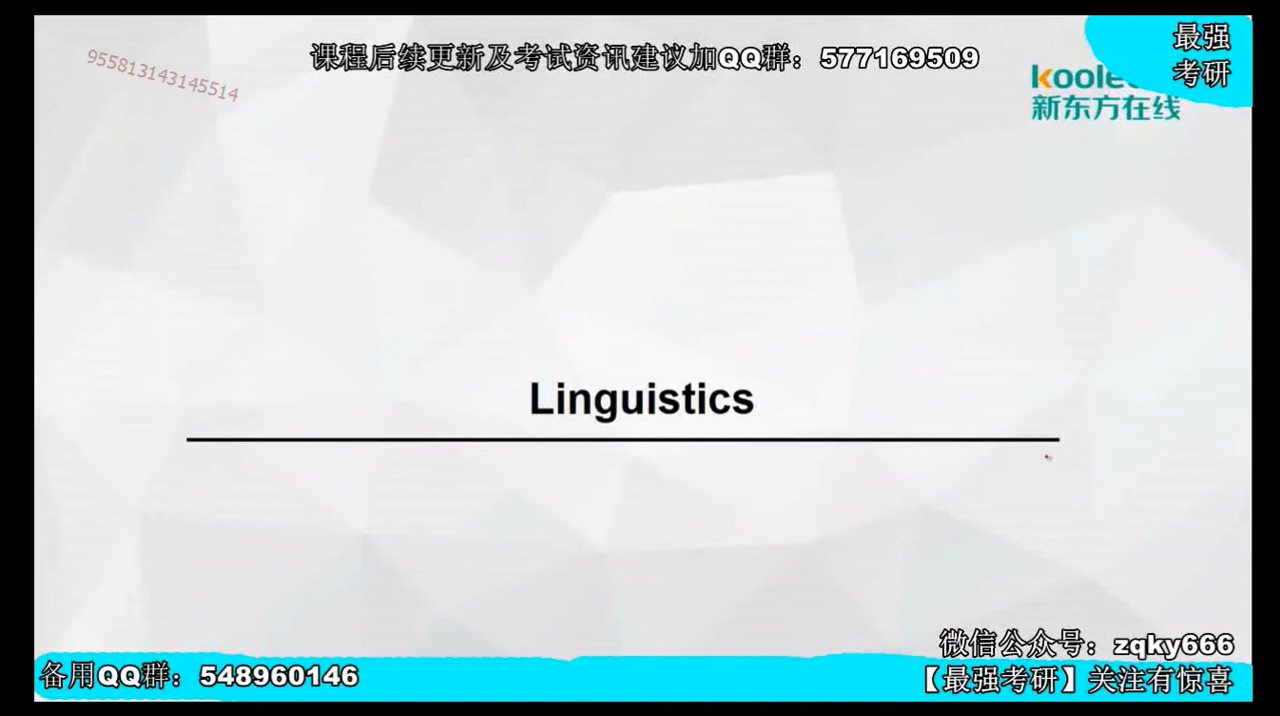 课程后续更新及考试资讯建议加QQ群：577169509
最强
考研
955813143145514
koole
新东方在线
Linguistics
微信公众号：zqky666
备用QQ群：548960146
【最强考研】关注有惊喜